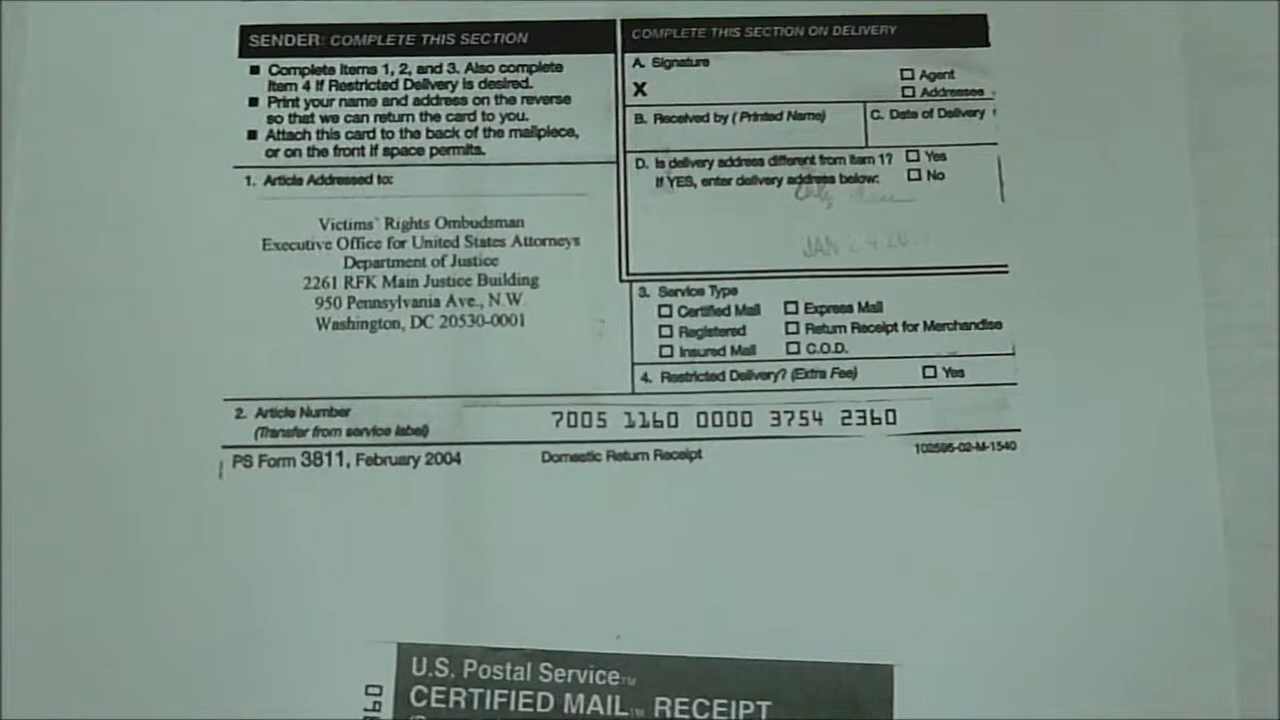 SENDER: COMPLETE THIS SECTION
■ Complete items 1, 2, and 3. Also complete
item 4 if Restricted Delivery is desired.
■ Print your name and address on the reverse
so that we can return the card to you.
■ Attach this card to the back of the mailpiece,
or on the front if space permits.
1. Article Addressed to:
Victims' Rights Ombudsman
Executive Office for United States Attorneys
Department of Justice
2261 RFK Main Justice Building
950 Pennsylvania Ave., N.W.
Washington, DC 20530-0001
COMPLETE THIS SECTION ON DELIVERY
A. Signature
X
Agent
Addressee
B. Received by (Printed Name)
C. Date of Delivery
D. Is delivery address different from item 1? Yes
If YES, enter delivery address below: No
JAN 24
3. Service Type
Certified Mail Express Mail
Registered Return Receipt for Merchandise
Insured Mail C.O.D.
4. Restricted Delivery? (Extra Fee) Yes
2. Article Number
(Transfer from service label)
7005 1160 0000 3754 2360
PS Form 3811, February 2004 Domestic Return Receipt 102595-02-M-1540
U.S. Postal Service™
CERTIFIED MAIL™ RECEIPT